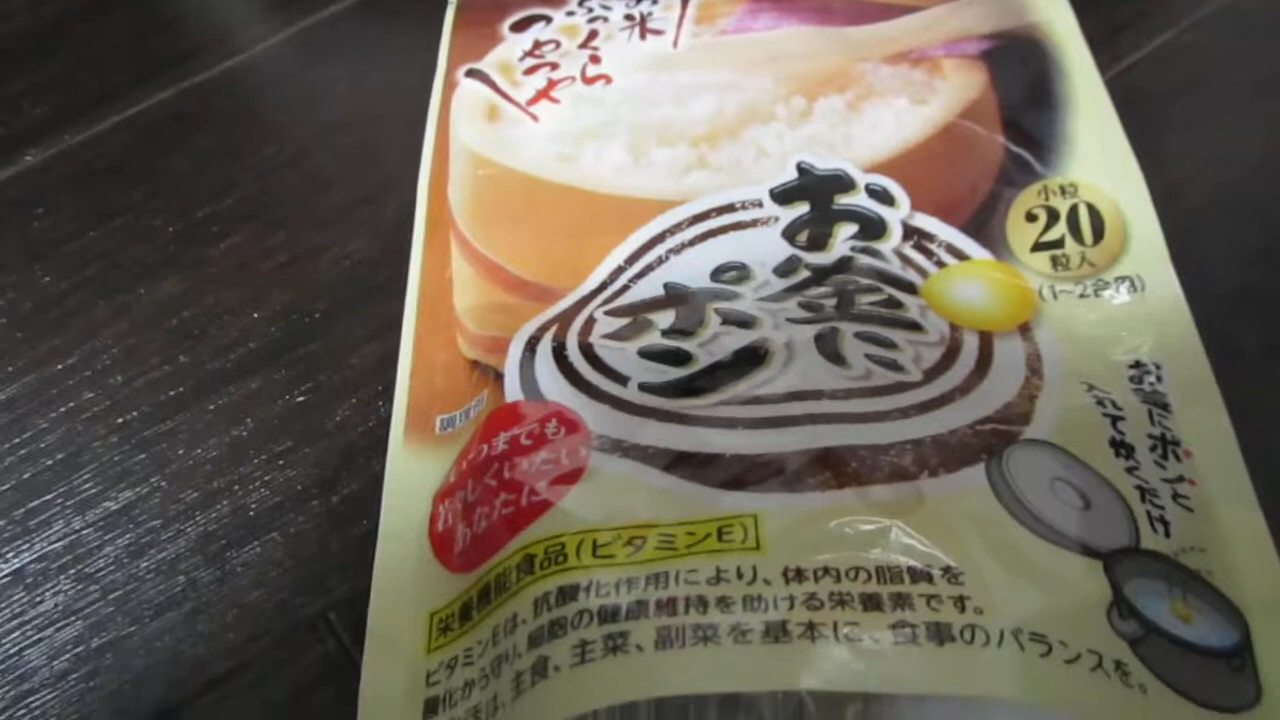 お米
ふっくら
つやつや
お釜に
ポン
小粒
20
粒入
(1~2合用)
お釜にポンと
入れて炊くだけ
調理例
いつまでも
若々しくいたい
あなたに
栄養機能食品(ビタミンE)
ビタミンEは、抗酸化作用により、体内の脂質を
酸化から守り、細胞の健康維持を助ける栄養素です。
食生活は、主食、主菜、副菜を基本に、食事のバランスを。